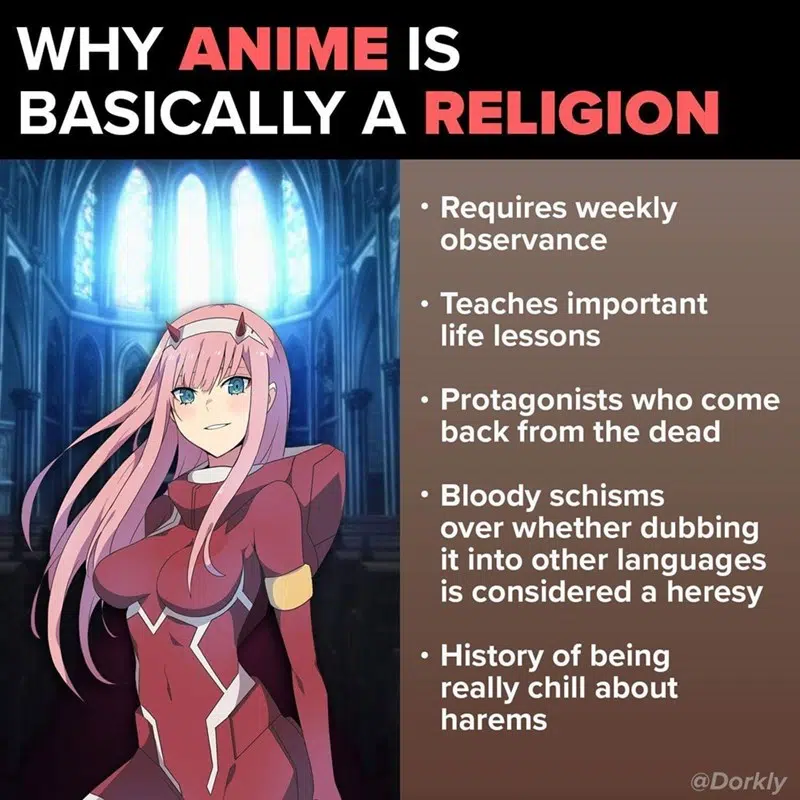 WHY ANIME IS
BASICALLY A RELIGION
• Requires weekly
observance
• Teaches important
life lessons
• Protagonists who come
back from the dead
• Bloody schisms
over whether dubbing
it into other languages
is considered a heresy
• History of being
really chill about
harems
@Dorkly